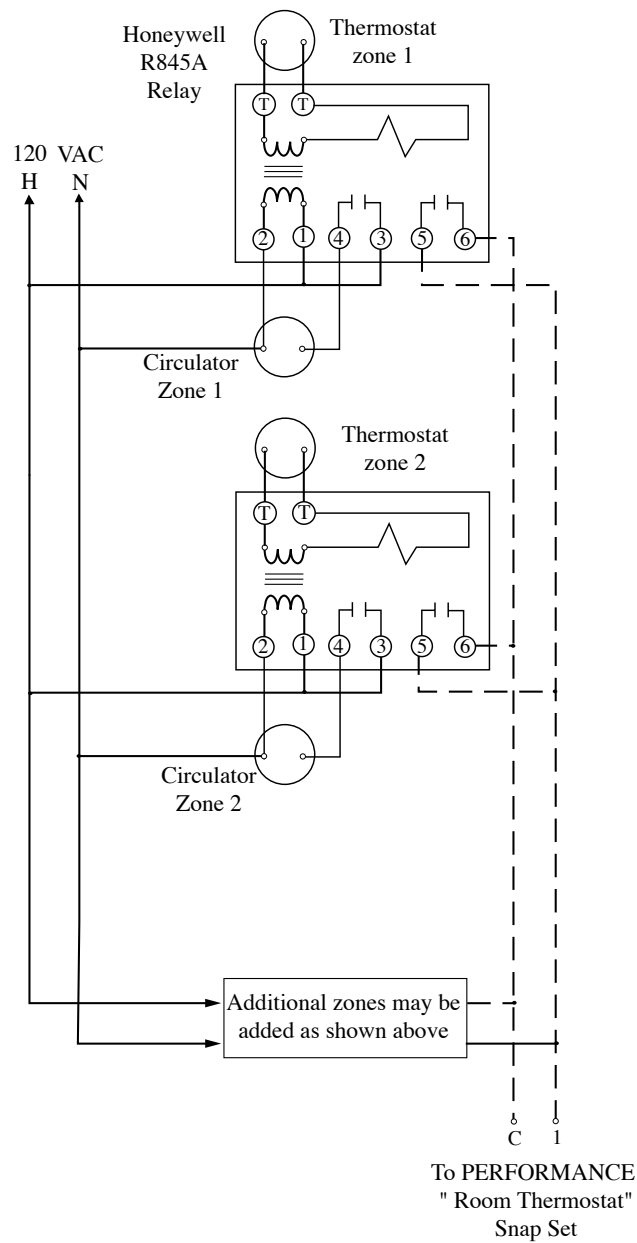 Honeywell
R845A
Relay
Thermostat
zone 1
T T
120 VAC
H N
2 1 4 3 5 6
Circulator
Zone 1
Thermostat
zone 2
T T
2 1 4 3 5 6
Circulator
Zone 2
Additional zones may be
added as shown above
C 1
To PERFORMANCE
" Room Thermostat"
Snap Set